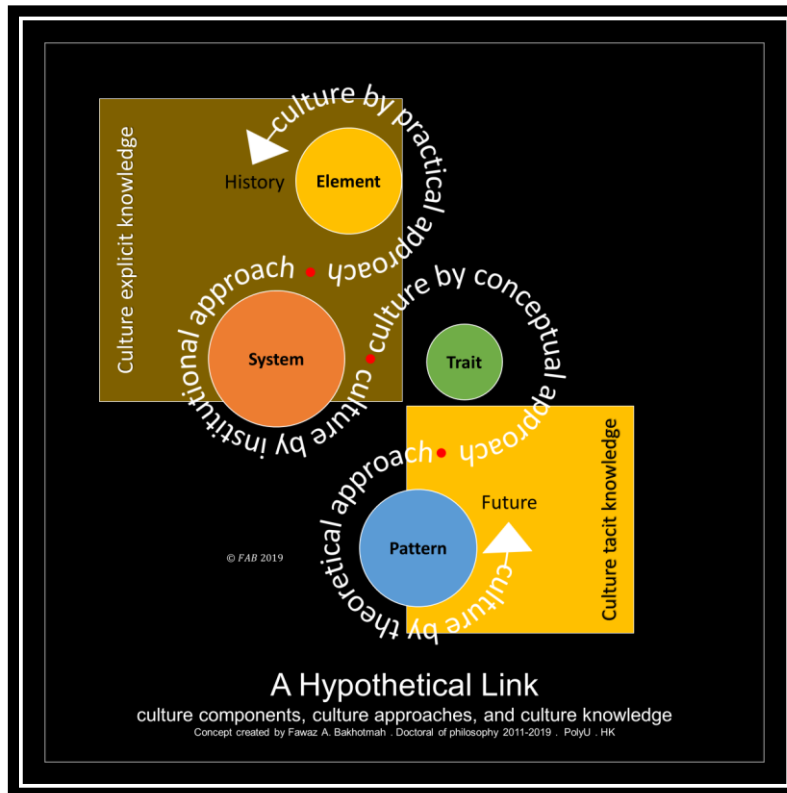 culture by practical approach
Culture explicit knowledge
History
Element
culture by institutional approach
System
culture by conceptual approach
Trait
culture by theoretical approach
Future
Pattern
Culture tacit knowledge
© FAB 2019
A Hypothetical Link
culture components, culture approaches, and culture knowledge
Concept created by Fawaz A. Bakhotmah . Doctoral of philosophy 2011-2019 . PolyU . HK